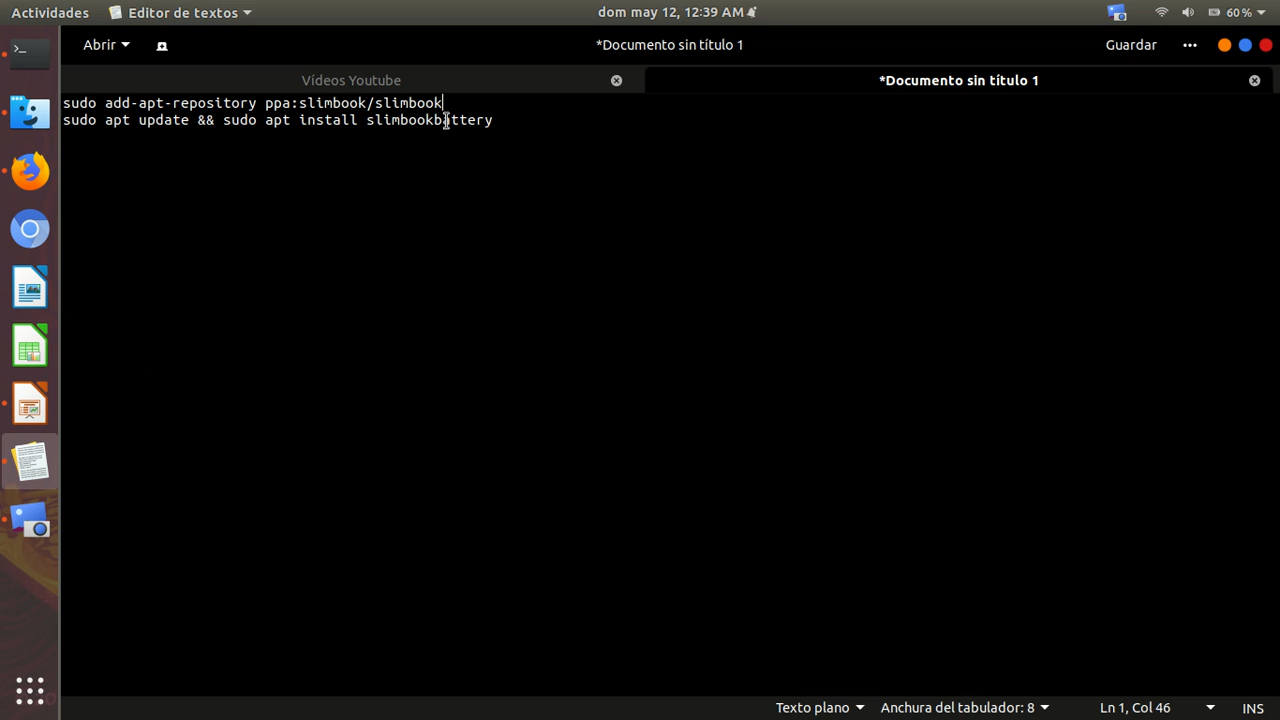 Actividades Editor de textos dom may 12, 12:39 AM 60 %
Abrir *Documento sin título 1 Guardar
Vídeos Youtube *Documento sin título 1
sudo add-apt-repository ppa:slimbook/slimbook
sudo apt update && sudo apt install slimbookbattery
Texto plano Anchura del tabulador: 8 Ln 1, Col 46 INS